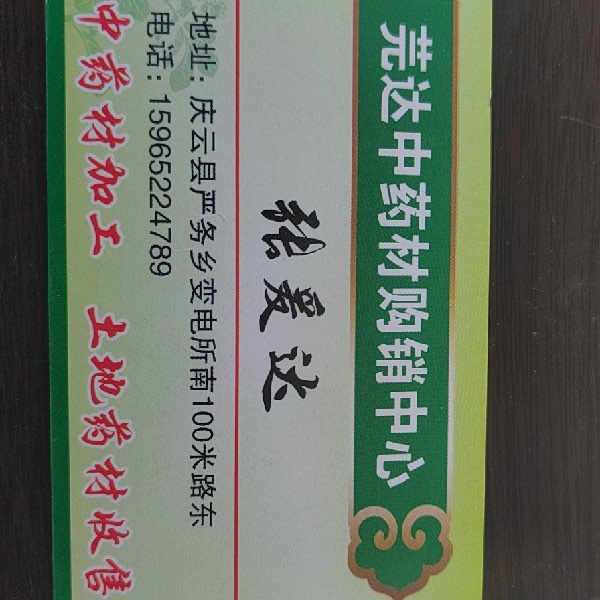 芫达中药材购销中心
张爱达
地址：庆云县严务乡变电所南100米路东
电话：15965224789
中药材加工 土地药材收售